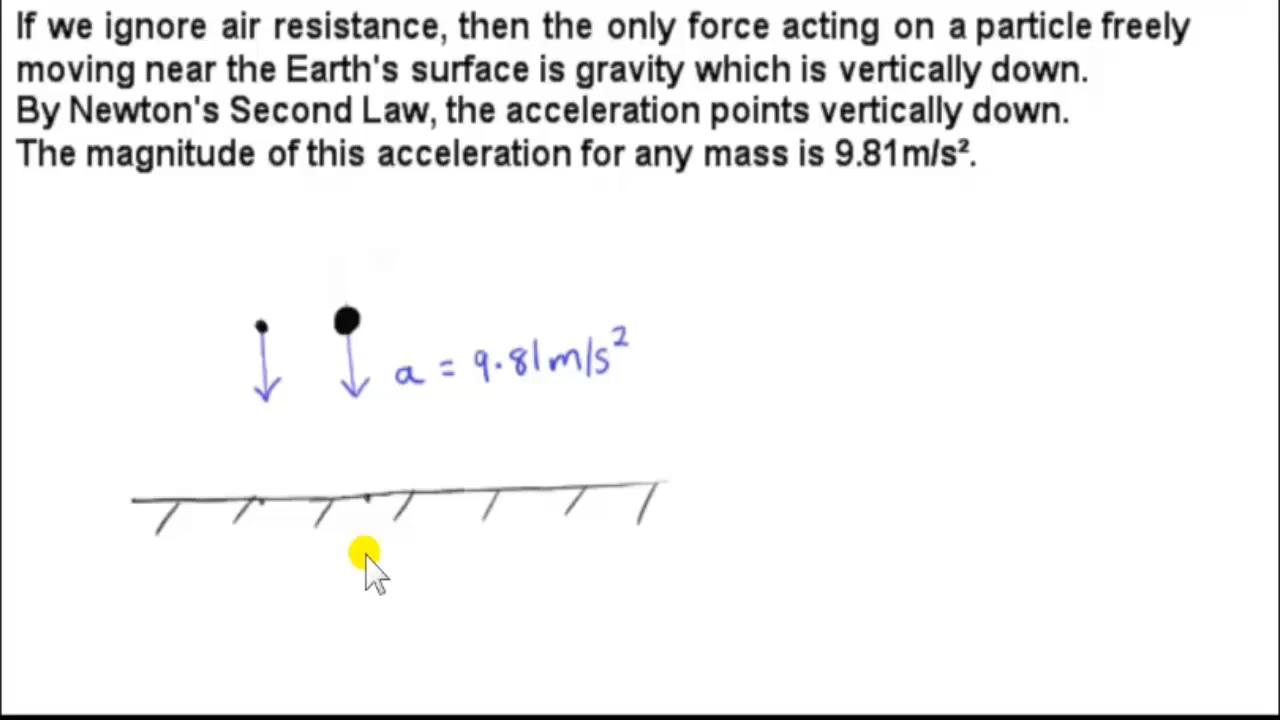 If we ignore air resistance, then the only force acting on a particle freely
moving near the Earth's surface is gravity which is vertically down.
By Newton's Second Law, the acceleration points vertically down.
The magnitude of this acceleration for any mass is 9.81m/s².
a = 9.81m/s²